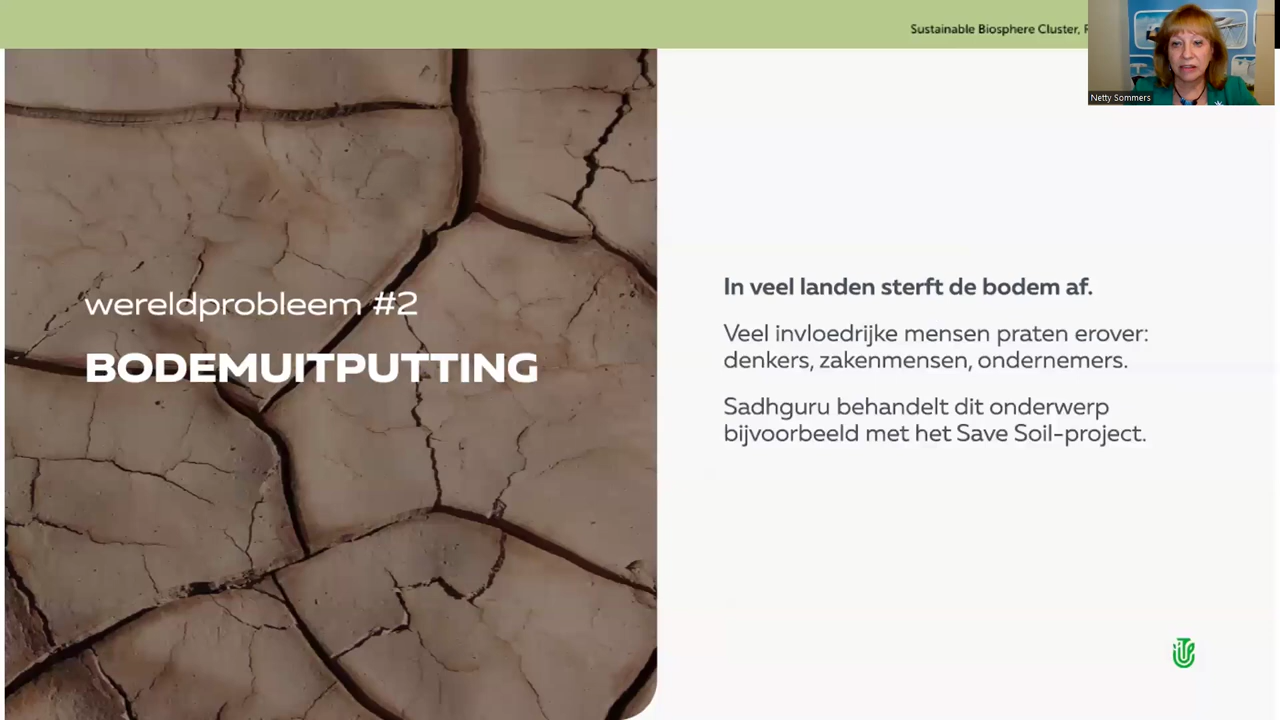 Sustainable Biosphere Cluster,
Netty Sommers
wereldprobleem #2
BODEMUITPUTTING
In veel landen sterft de bodem af.
Veel invloedrijke mensen praten erover:
denkers, zakenmensen, ondernemers.
Sadhguru behandelt dit onderwerp
bijvoorbeeld met het Save Soil-project.